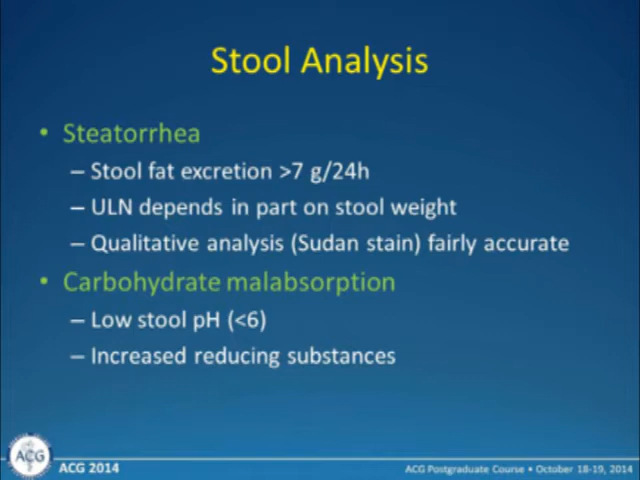 Stool Analysis
• Steatorrhea
– Stool fat excretion >7 g/24h
– ULN depends in part on stool weight
– Qualitative analysis (Sudan stain) fairly accurate
• Carbohydrate malabsorption
– Low stool pH (<6)
– Increased reducing substances
ACG
ACG 2014
ACG Postgraduate Course • October 18-19, 2014